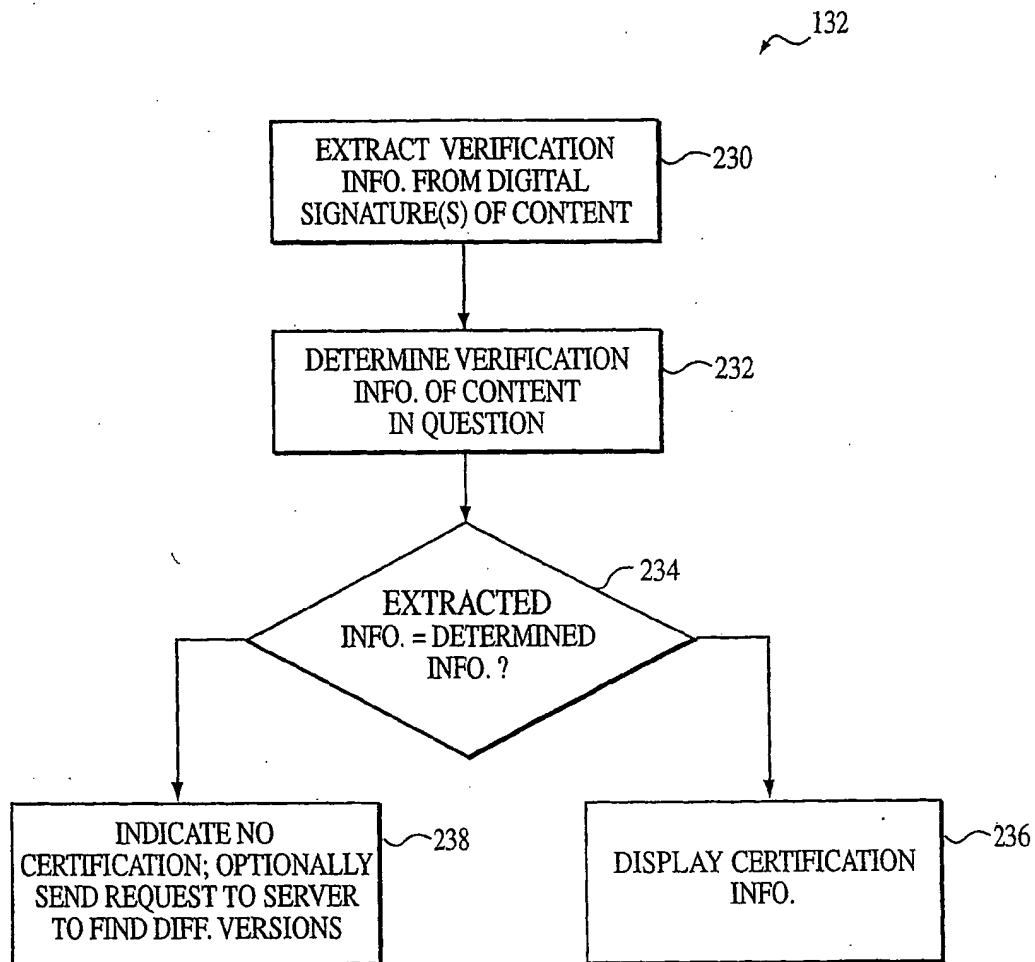 132
EXTRACT VERIFICATION
INFO. FROM DIGITAL
SIGNATURE(S) OF CONTENT
230
DETERMINE VERIFICATION
INFO. OF CONTENT
IN QUESTION
232
EXTRACTED
INFO. = DETERMINED
INFO. ?
234
INDICATE NO
CERTIFICATION; OPTIONALLY
SEND REQUEST TO SERVER
TO FIND DIFF. VERSIONS
238
DISPLAY CERTIFICATION
INFO.
236